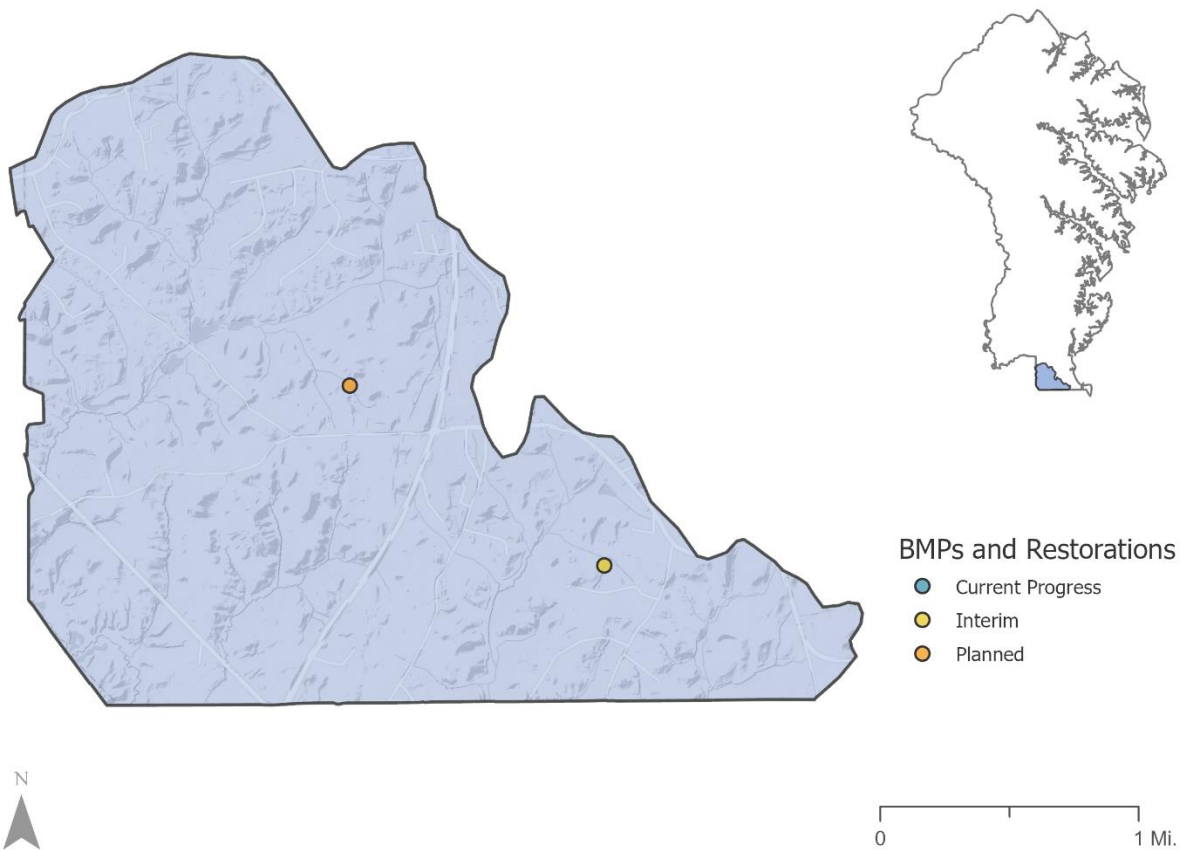 BMPs and Restorations
Current Progress
Interim
Planned
N
0 1 Mi.